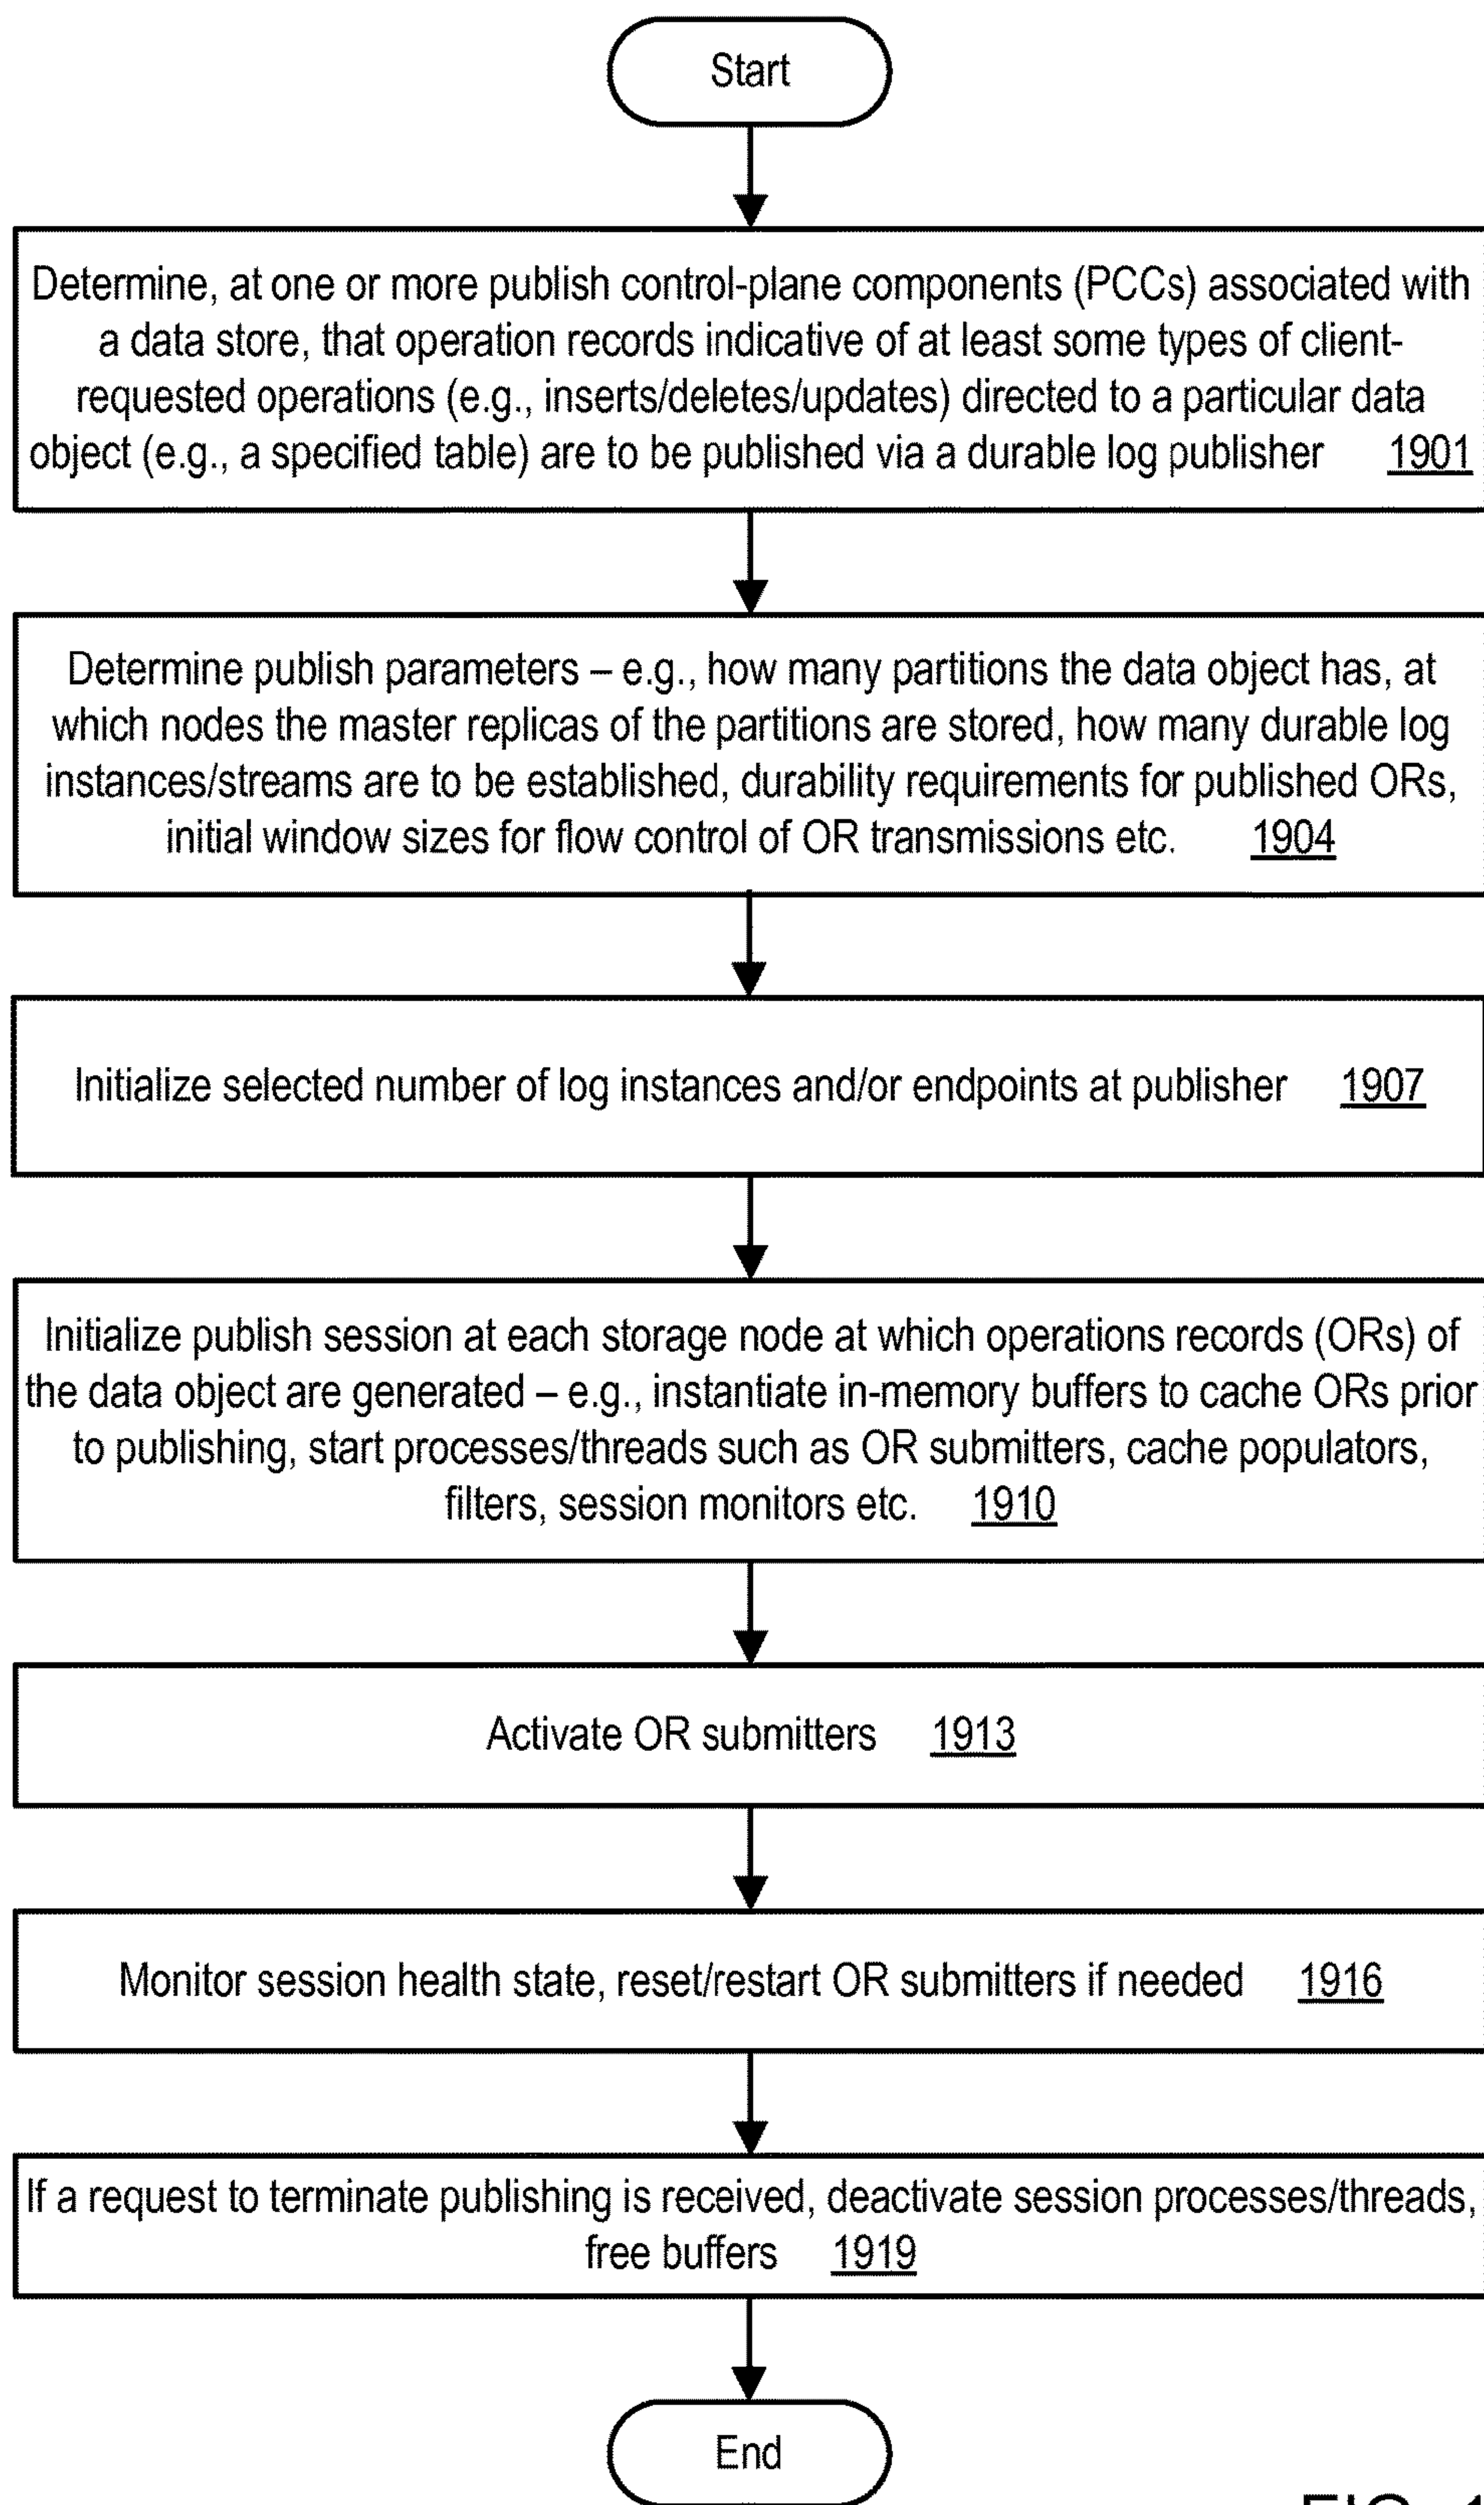 Start
Determine, at one or more publish control-plane components (PCCs) associated with
a data store, that operation records indicative of at least some types of client-
requested operations (e.g., inserts/deletes/updates) directed to a particular data
object (e.g., a specified table) are to be published via a durable log publisher 1901
Determine publish parameters – e.g., how many partitions the data object has, at
which nodes the master replicas of the partitions are stored, how many durable log
instances/streams are to be established, durability requirements for published ORs,
initial window sizes for flow control of OR transmissions etc. 1904
Initialize selected number of log instances and/or endpoints at publisher 1907
Initialize publish session at each storage node at which operations records (ORs) of
the data object are generated – e.g., instantiate in-memory buffers to cache ORs prior
to publishing, start processes/threads such as OR submitters, cache populators,
filters, session monitors etc. 1910
Activate OR submitters 1913
Monitor session health state, reset/restart OR submitters if needed 1916
If a request to terminate publishing is received, deactivate session processes/threads,
free buffers 1919
End